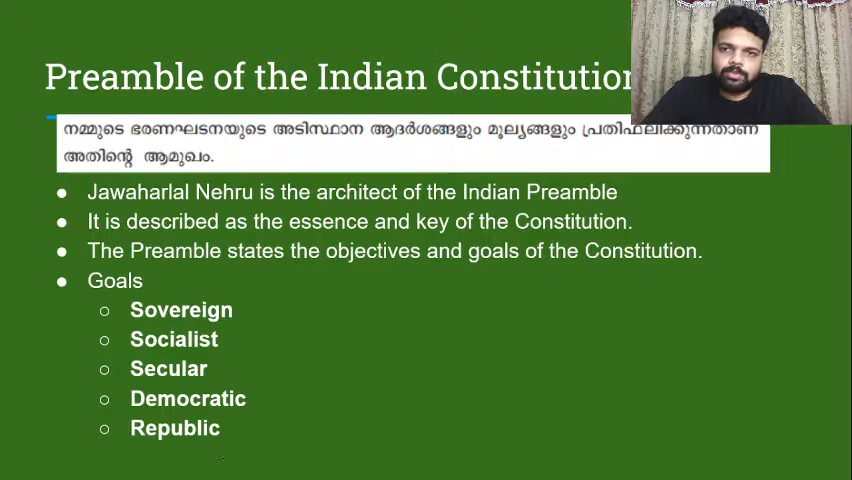 Preamble of the Indian Constitution
നമ്മുടെ ഭരണഘടനയുടെ അടിസ്ഥാന ആദർശങ്ങളും മൂല്യങ്ങളും പ്രതിഫലിക്കുന്നതാണ്
അതിന്റെ ആമുഖം.
● Jawaharlal Nehru is the architect of the Indian Preamble
● It is described as the essence and key of the Constitution.
● The Preamble states the objectives and goals of the Constitution.
● Goals
○ Sovereign
○ Socialist
○ Secular
○ Democratic
○ Republic